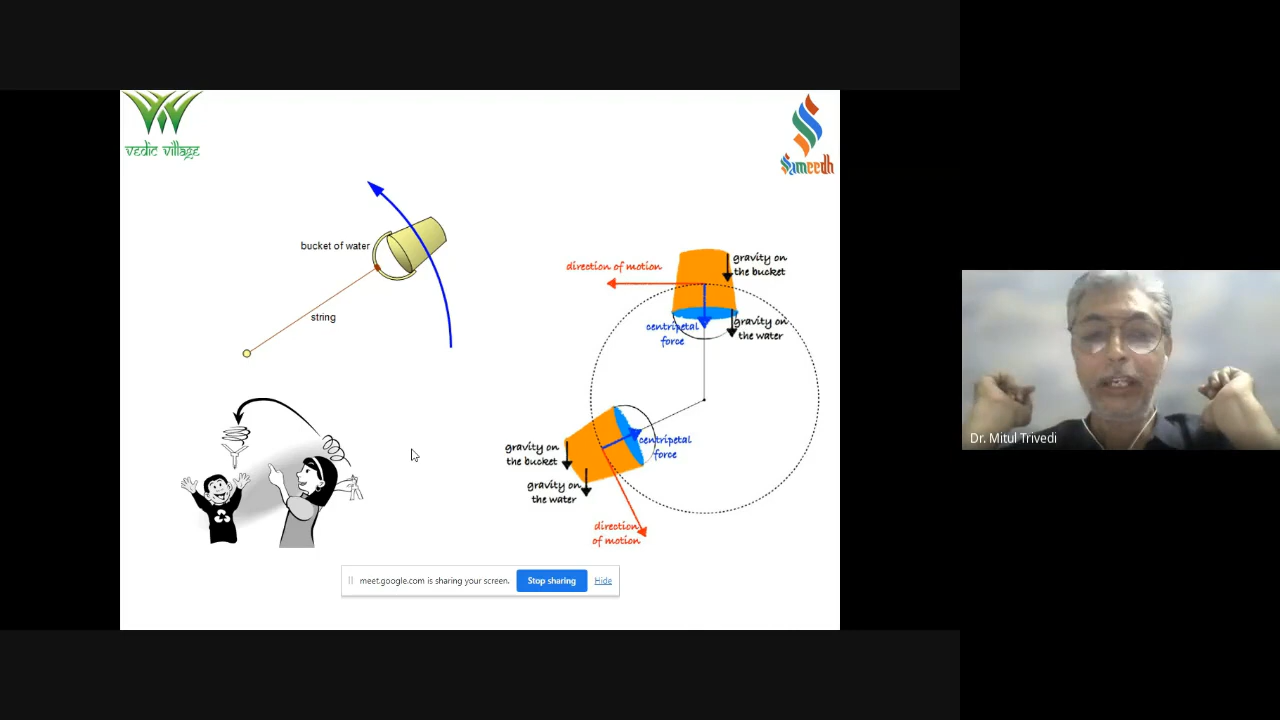 vedic village
Sameedh
bucket of water
string
direction of motion
gravity on
the bucket
centripetal
force
gravity on
the water
gravity on
the bucket
gravity on
the water
centripetal
force
direction
of motion
meet.google.com is sharing your screen.
Stop sharing
Hide
Dr. Mitul Trivedi